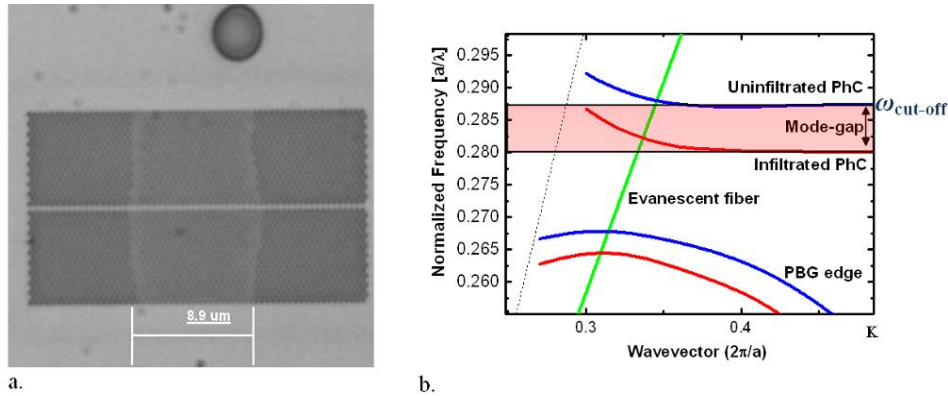 8.9 um
a.
Normalized Frequency [a/λ]
0.295
0.290
0.285
0.280
0.275
0.270
0.265
0.260
Uninfiltrated PhC
ωcut-off
Mode-gap
Infiltrated PhC
Evanescent fiber
PBG edge
0.3
0.4
K
Wavevector (2π/a)
b.